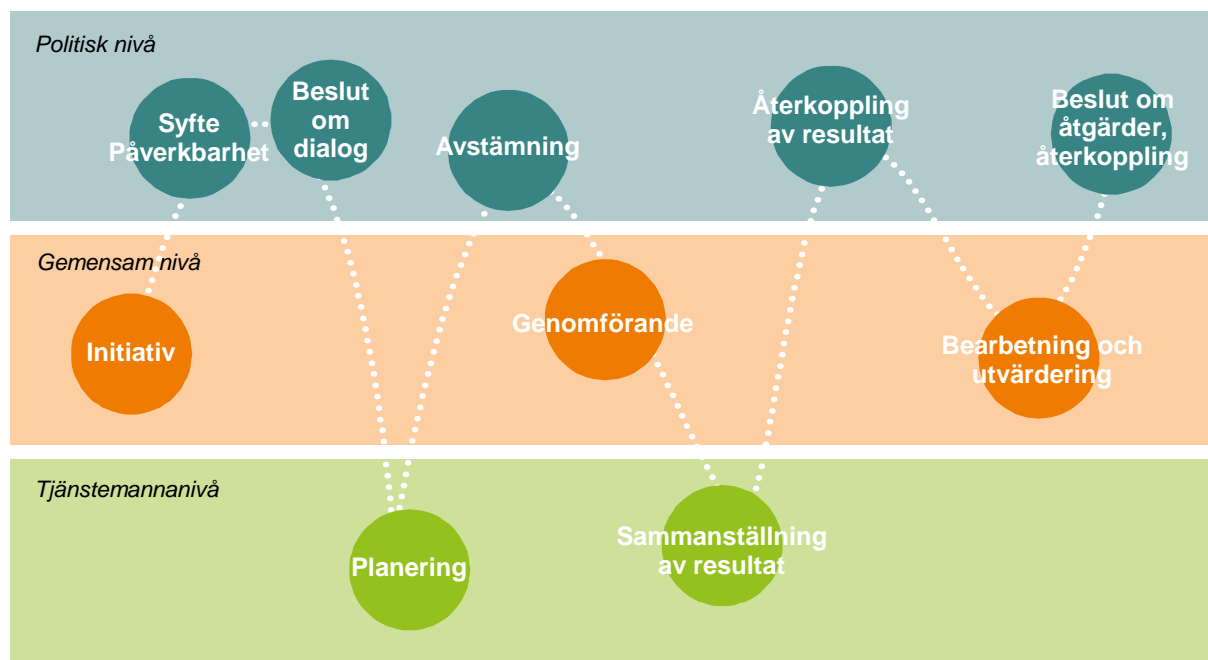 Politisk nivå
Syfte
Påverkbarhet
Beslut
om
dialog
Avstämning
Återkoppling
av resultat
Beslut om
åtgärder,
återkoppling
Gemensam nivå
Initiativ
Genomförande
Bearbetning och
utvärdering
Tjänstemannanivå
Planering
Sammanställning
av resultat